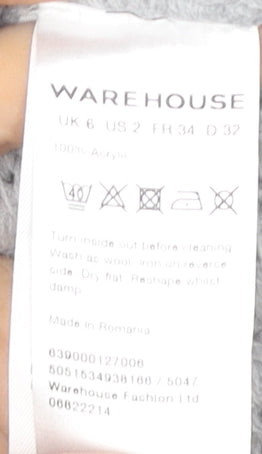 WAREHOUSE
UK 6 US 2 FR 34 D 32
100% Acrylic
40
Turn inside out before cleaning.
Wash as wool. Iron on reverse
side. Dry flat. Reshape whilst
damp.
Made in Romania
639000127006
5051534938166 / 5047
Warehouse Fashion Ltd
06822214